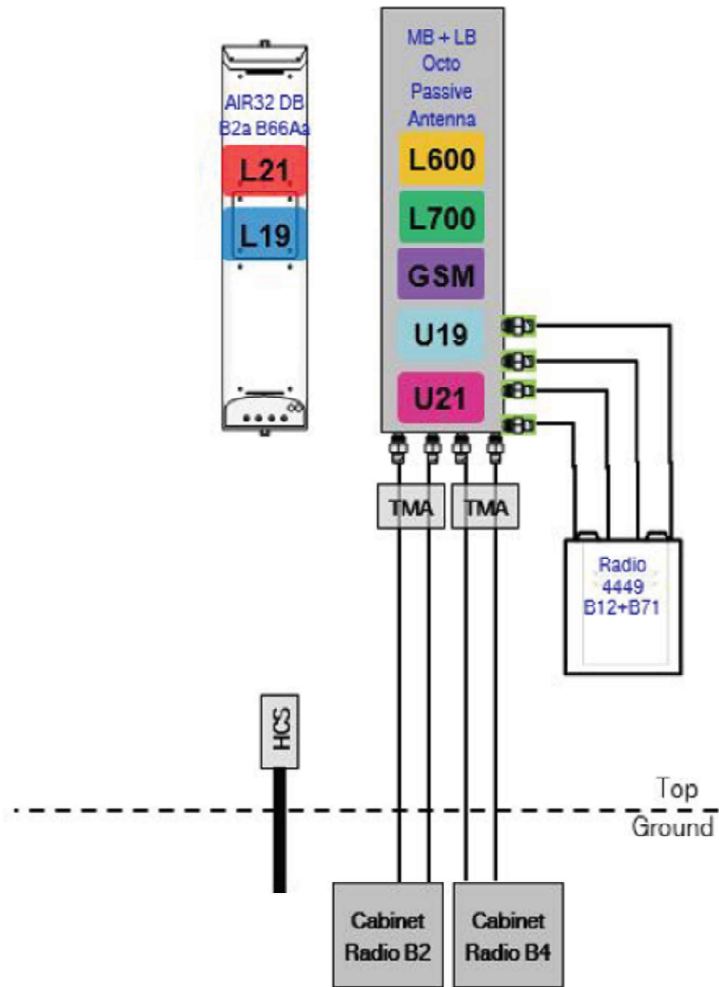 AIR32 DB
B2a B66Aa
L21
L19
MB + LB
Octo
Passive
Antenna
L600
L700
GSM
U19
U21
TMA
TMA
Radio
4449
B12+B71
HCS
Top
Ground
Cabinet
Radio B2
Cabinet
Radio B4